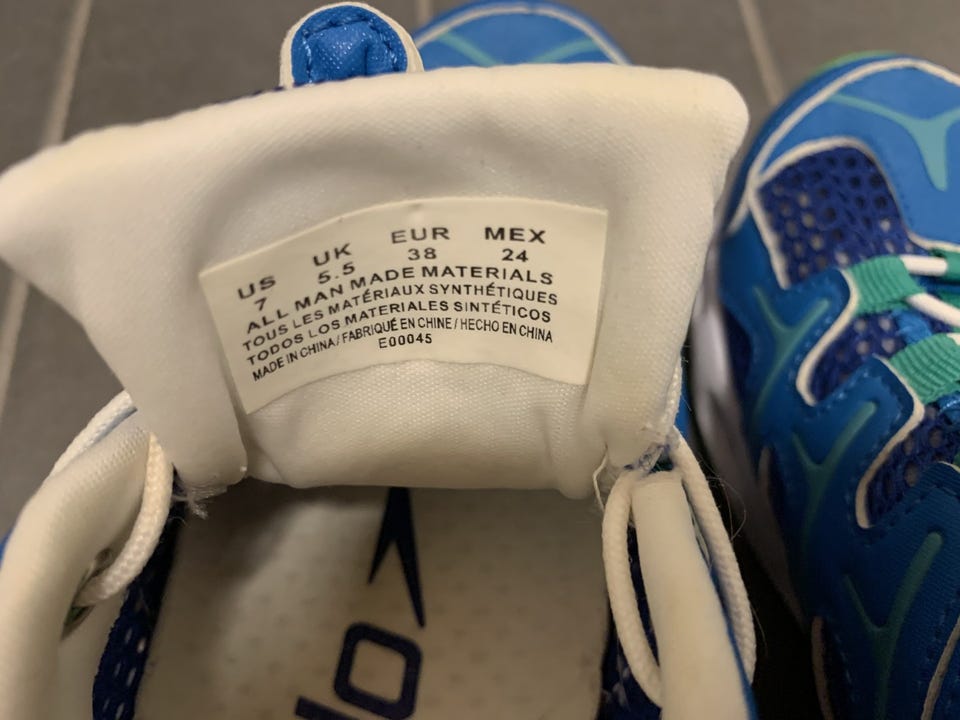 US UK EUR MEX
7 5.5 38 24
ALL MAN MADE MATERIALS
TOUS LES MATÉRIAUX SYNTHÉTIQUES
TODOS LOS MATERIALES SINTÉTICOS
MADE IN CHINA/ FABRIQUÉ EN CHINE / HECHO EN CHINA
E00045